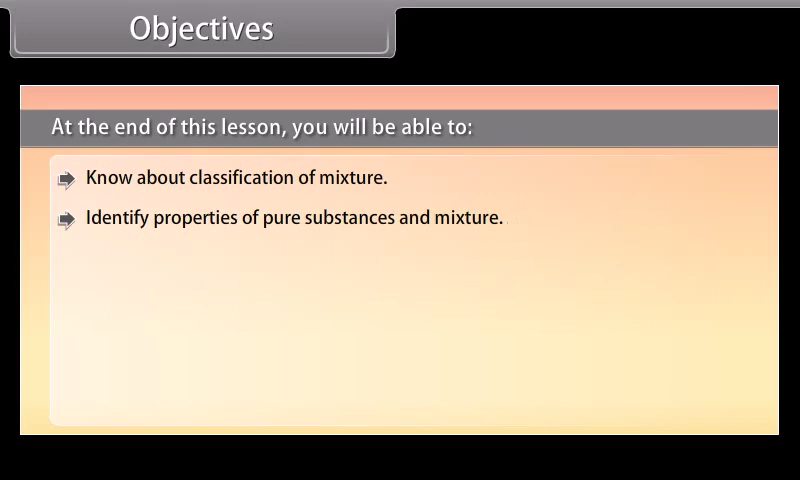 Objectives
At the end of this lesson, you will be able to:
Know about classification of mixture.
Identify properties of pure substances and mixture.